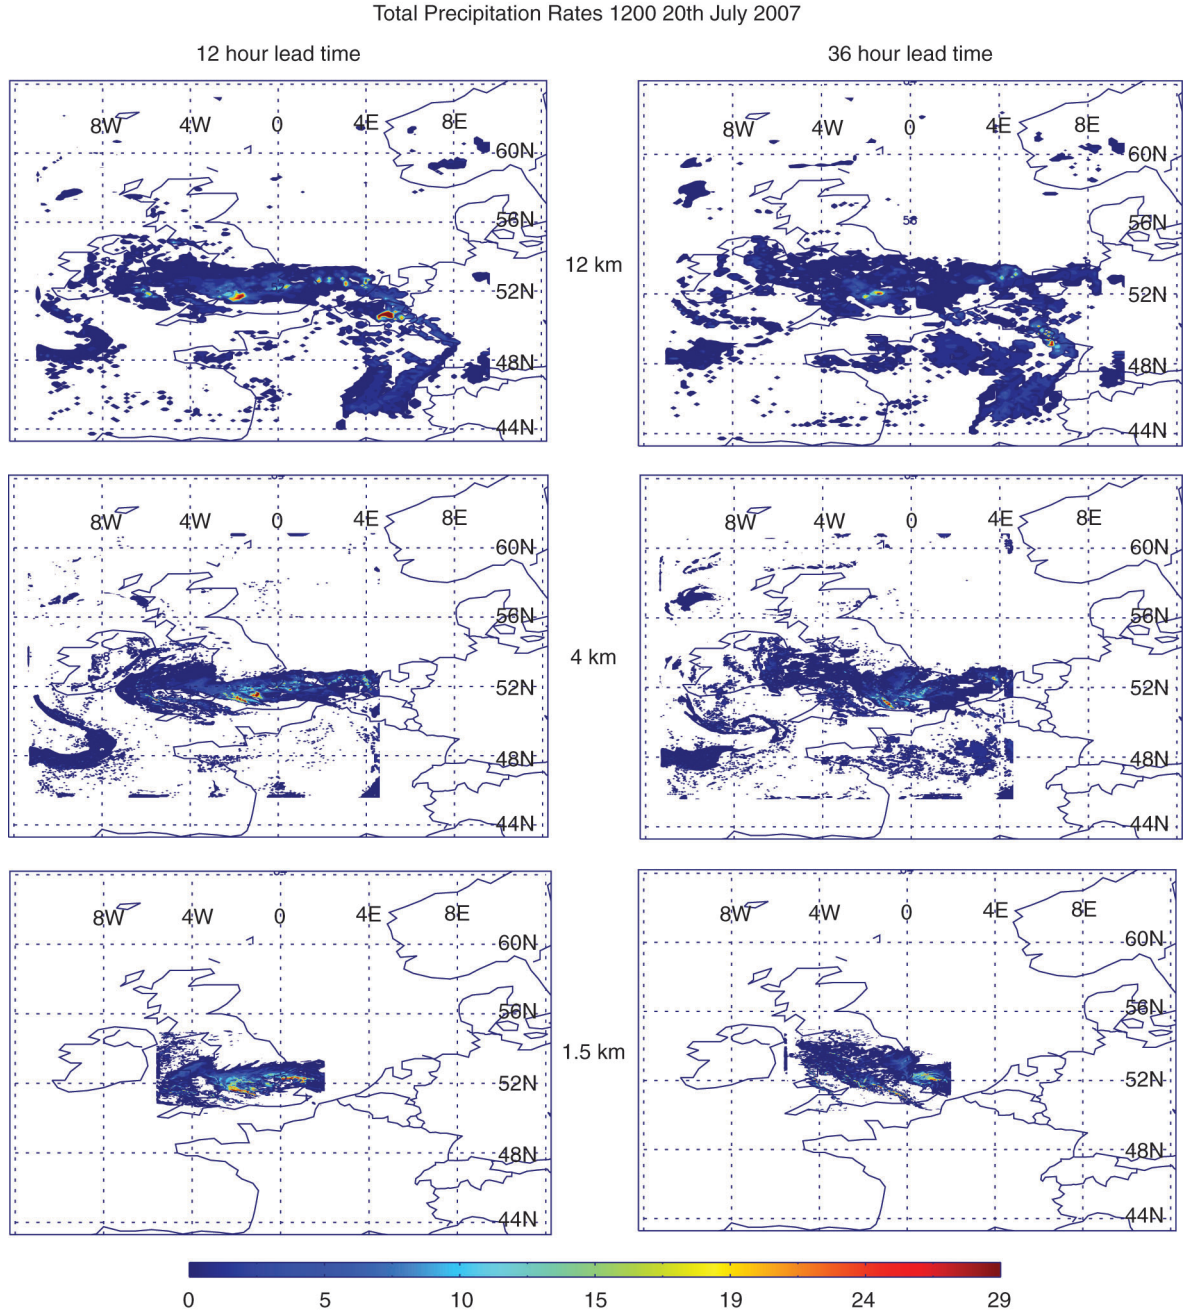 Total Precipitation Rates 1200 20th July 2007
12 hour lead time
36 hour lead time
8W 4W 0 4E 8E
60N
56N
52N
48N
44N
12 km
8W 4W 0 4E 8E
60N
56
56N
52N
48N
44N
8W 4W 0 4E 8E
60N
56N
52N
48N
44N
4 km
8W 4W 0 4E 8E
60N
56N
52N
48N
44N
8W 4W 0 4E 8E
60N
56N
52N
48N
44N
1.5 km
8W 4W 0 4E 8E
60N
56N
52N
48N
44N
0 5 10 15 19 24 29